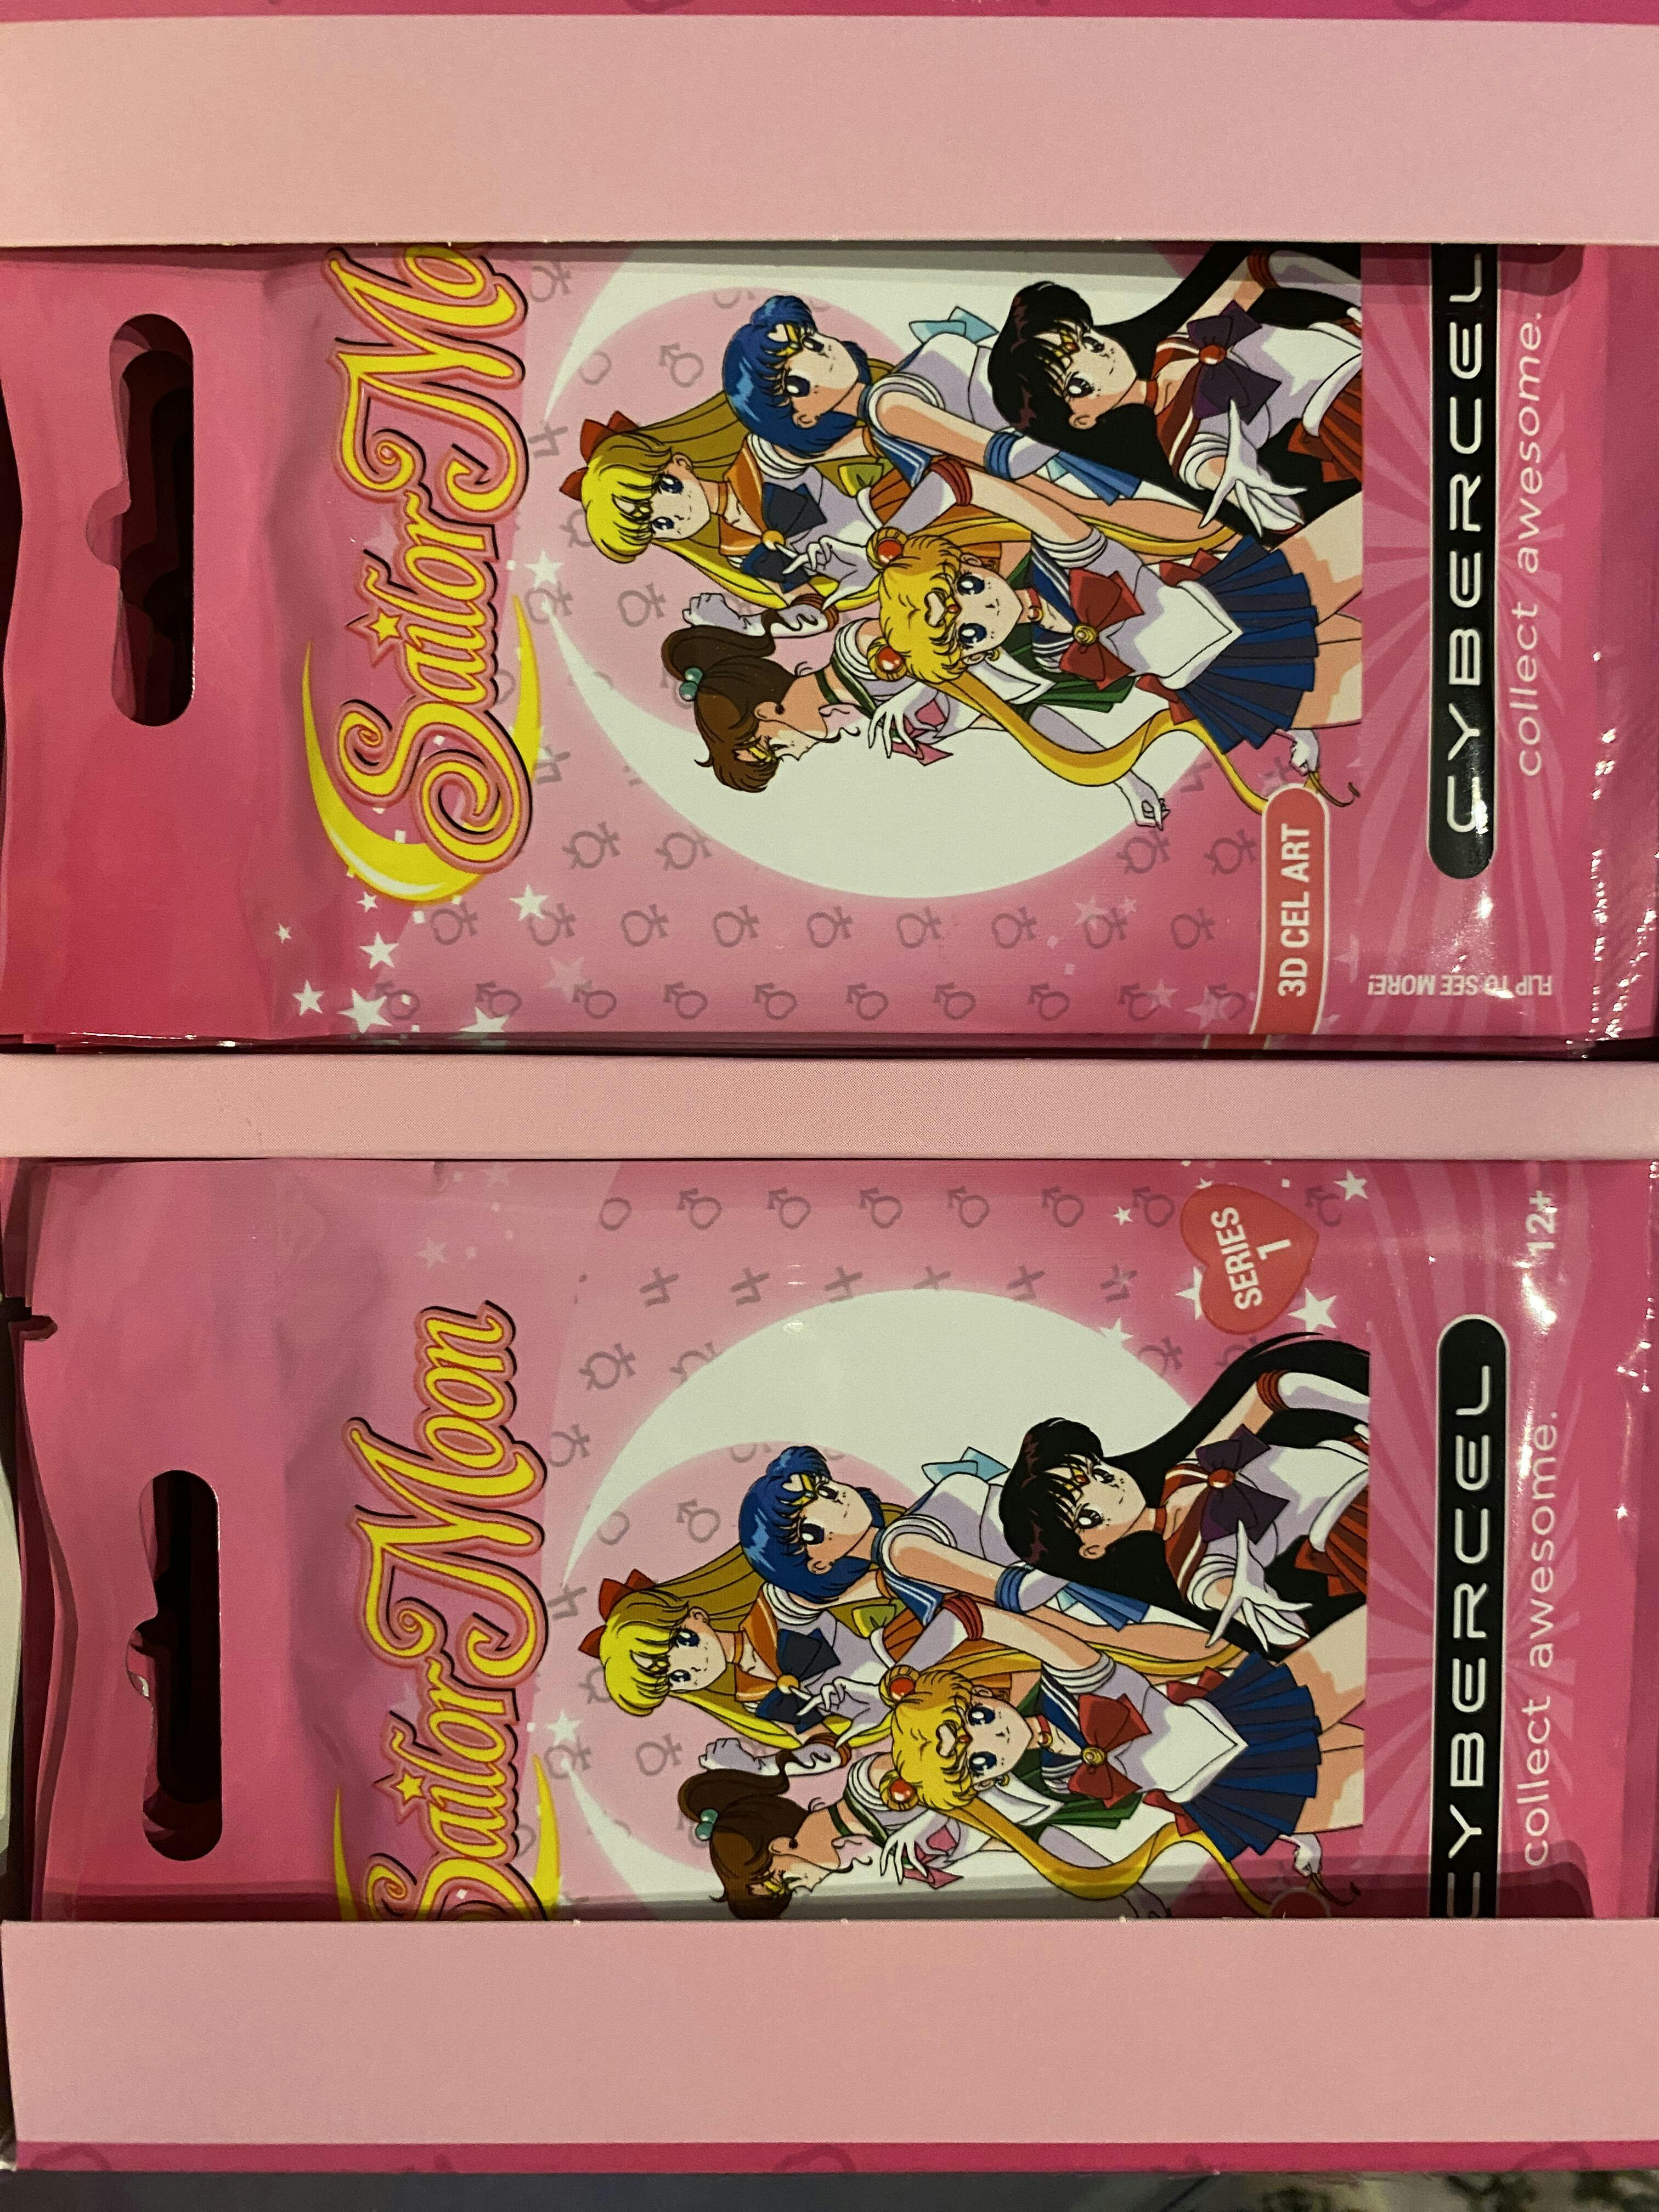 Sailor Mo
3D CEL ART
FLIP TO SEE MORE!
CYBERCEL
collect awesome.
Sailor Moon
SERIES
1
CYBERCEL
collect awesome.
12+